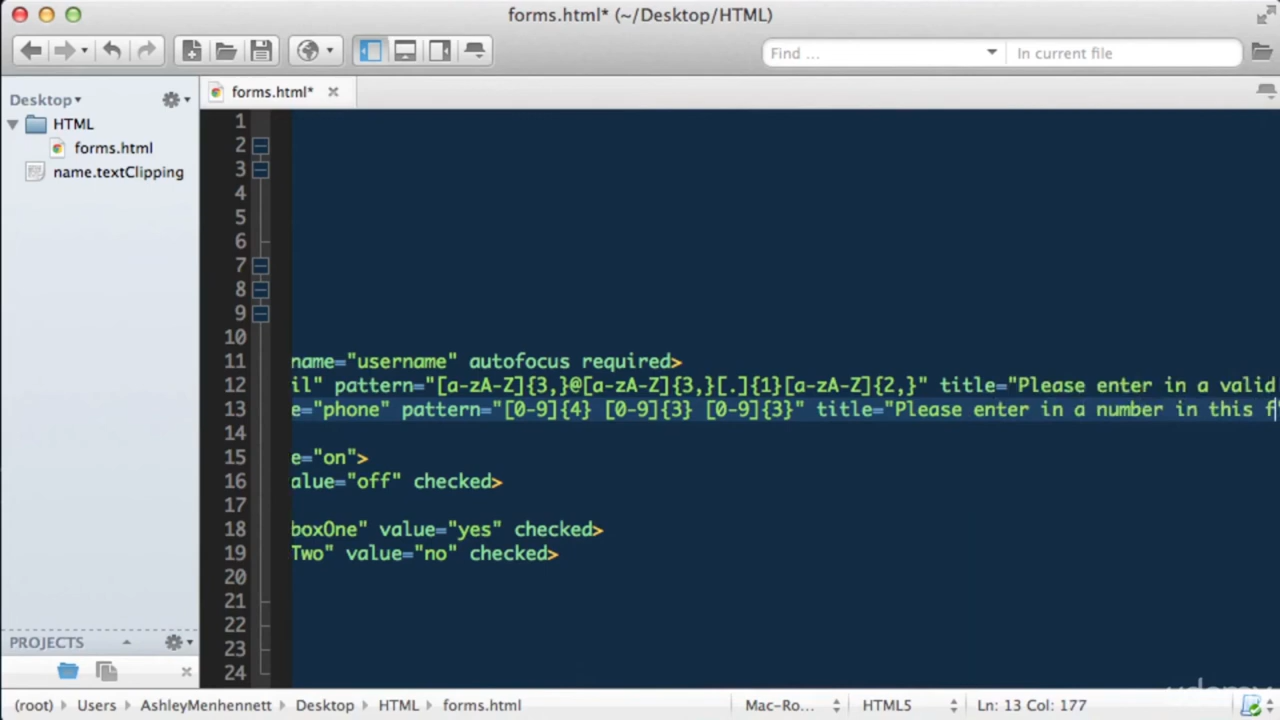 forms.html* (~/Desktop/HTML)
Find ...
In current file
Desktop
forms.html*
HTML
forms.html
name.textClipping
1
2
3
4
5
6
7
8
9
10
11 name="username" autofocus required>
12 il" pattern="[a-zA-Z]{3,}@[a-zA-Z]{3,}[.]{1}[a-zA-Z]{2,}" title="Please enter in a valid
13 e="phone" pattern="[0-9]{4} [0-9]{3} [0-9]{3}" title="Please enter in a number in this f
14
15 e="on">
16 alue="off" checked>
17
18 boxOne" value="yes" checked>
19 Two" value="no" checked>
20
21
22
23
24
PROJECTS
(root) Users AshleyMenhennett Desktop HTML forms.html
Mac-Ro...
HTML5
Ln: 13 Col: 177